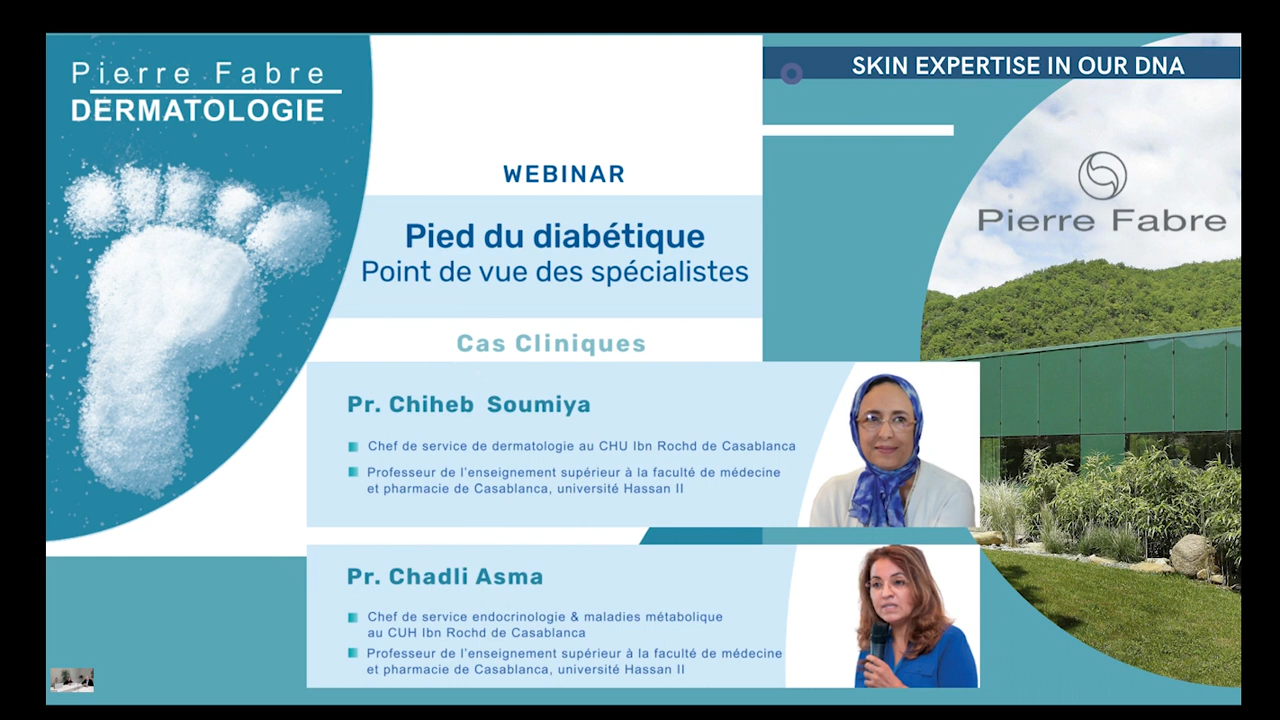 Pierre Fabre
DERMATOLOGIE
SKIN EXPERTISE IN OUR DNA
Pierre Fabre
WEBINAR
Pied du diabétique
Point de vue des spécialistes
Cas Cliniques
Pr. Chiheb Soumiya
Chef de service de dermatologie au CHU Ibn Rochd de Casablanca
Professeur de l'enseignement supérieur à la faculté de médecine
et pharmacie de Casablanca, université Hassan II
Pr. Chadli Asma
Chef de service endocrinologie & maladies métabolique
au CUH Ibn Rochd de Casablanca
Professeur de l'enseignement supérieur à la faculté de médecine
et pharmacie de Casablanca, université Hassan II